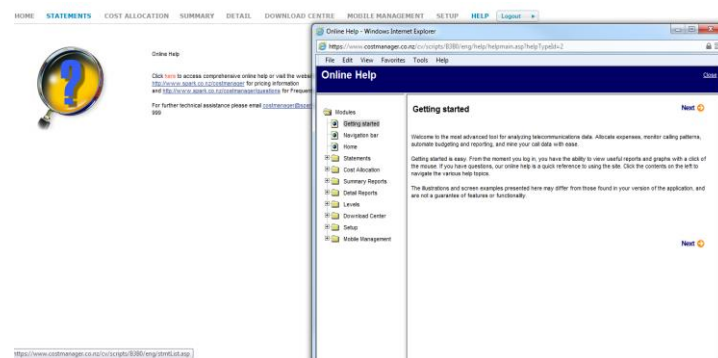 HOME STATEMENTS COST ALLOCATION SUMMARY DETAIL DOWNLOAD CENTRE MOBILE MANAGEMENT SETUP HELP Logout
Online Help
Click here to access comprehensive online help or visit the websi
http://www.spark.co.nz/costmanager for pricing information
and http://www.spark.co.nz/costmanager/questions for Frequen
For further technical assistance please email costmanager@spa
999
https://www.costmanager.co.nz/cv/scripts/8380/eng/stmtList.asp
Online Help - Windows Internet Explorer
https://www.costmanager.co.nz/cv/scripts/8380/eng/help/helpmain.asp?helpTypeId=2
File Edit View Favorites Tools Help
Online Help
Close
Modules
Getting started
Navigation bar
Home
Statements
Cost Allocation
Summary Reports
Detail Reports
Levels
Download Center
Setup
Mobile Management
Getting started
Next
Welcome to the most advanced tool for analyzing telecommunications data. Allocate expenses, monitor calling patterns,
automate budgeting and reporting, and mine your call data with ease.
Getting started is easy. From the moment you log in, you have the ability to view useful reports and graphs with a click of
the mouse. If you have questions, our online help is a quick reference to using the site. Click the contents on the left to
navigate the various help topics.
The illustrations and screen examples presented here may differ from those found in your version of the application, and
are not a guarantee of features or functionality.
Next